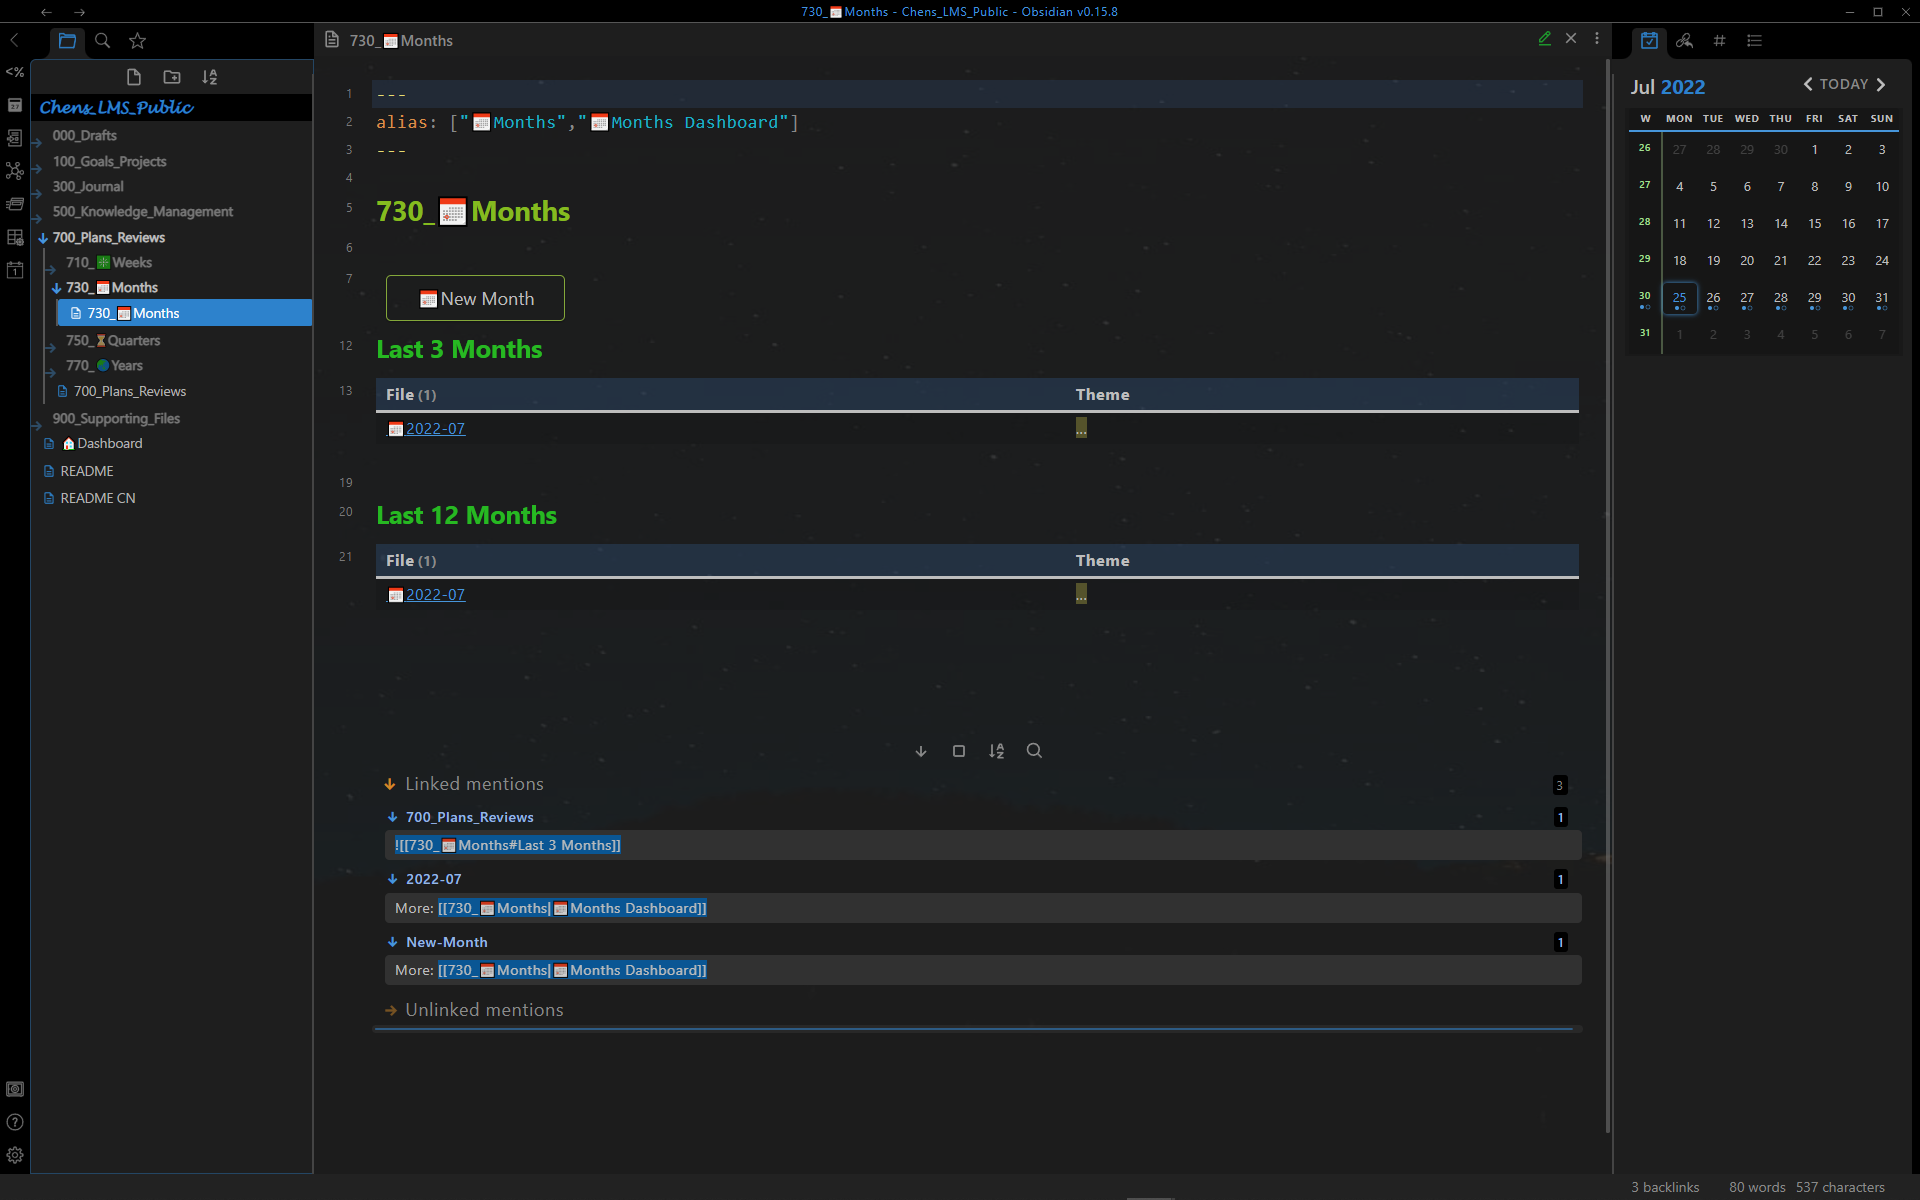 730_📅Months - Chens_LMS_Public - Obsidian v0.15.8
Chens_LMS_Public
000_Drafts
100_Goals_Projects
300_Journal
500_Knowledge_Management
700_Plans_Reviews
710_Weeks
730_📅Months
730_📅Months
750_⏳Quarters
770_🌏Years
700_Plans_Reviews
900_Supporting_Files
🏠Dashboard
README
README CN
730_📅Months
1 ---
2 alias: ["📅Months","📅Months Dashboard"]
3 ---
4
5 730_📅Months
6
7 📅New Month
12 Last 3 Months
13 File (1) Theme
📅2022-07 ...
19
20 Last 12 Months
21 File (1) Theme
📅2022-07 ...
Linked mentions 3
700_Plans_Reviews 1
![[730_📅Months#Last 3 Months]]
2022-07 1
More: [[730_📅Months|📅Months Dashboard]]
New-Month 1
More: [[730_📅Months|📅Months Dashboard]]
Unlinked mentions
Jul 2022 TODAY
W MON TUE WED THU FRI SAT SUN
26 27 28 29 30 1 2 3
27 4 5 6 7 8 9 10
28 11 12 13 14 15 16 17
29 18 19 20 21 22 23 24
30 25 26 27 28 29 30 31
31 1 2 3 4 5 6 7
3 backlinks 80 words 537 characters